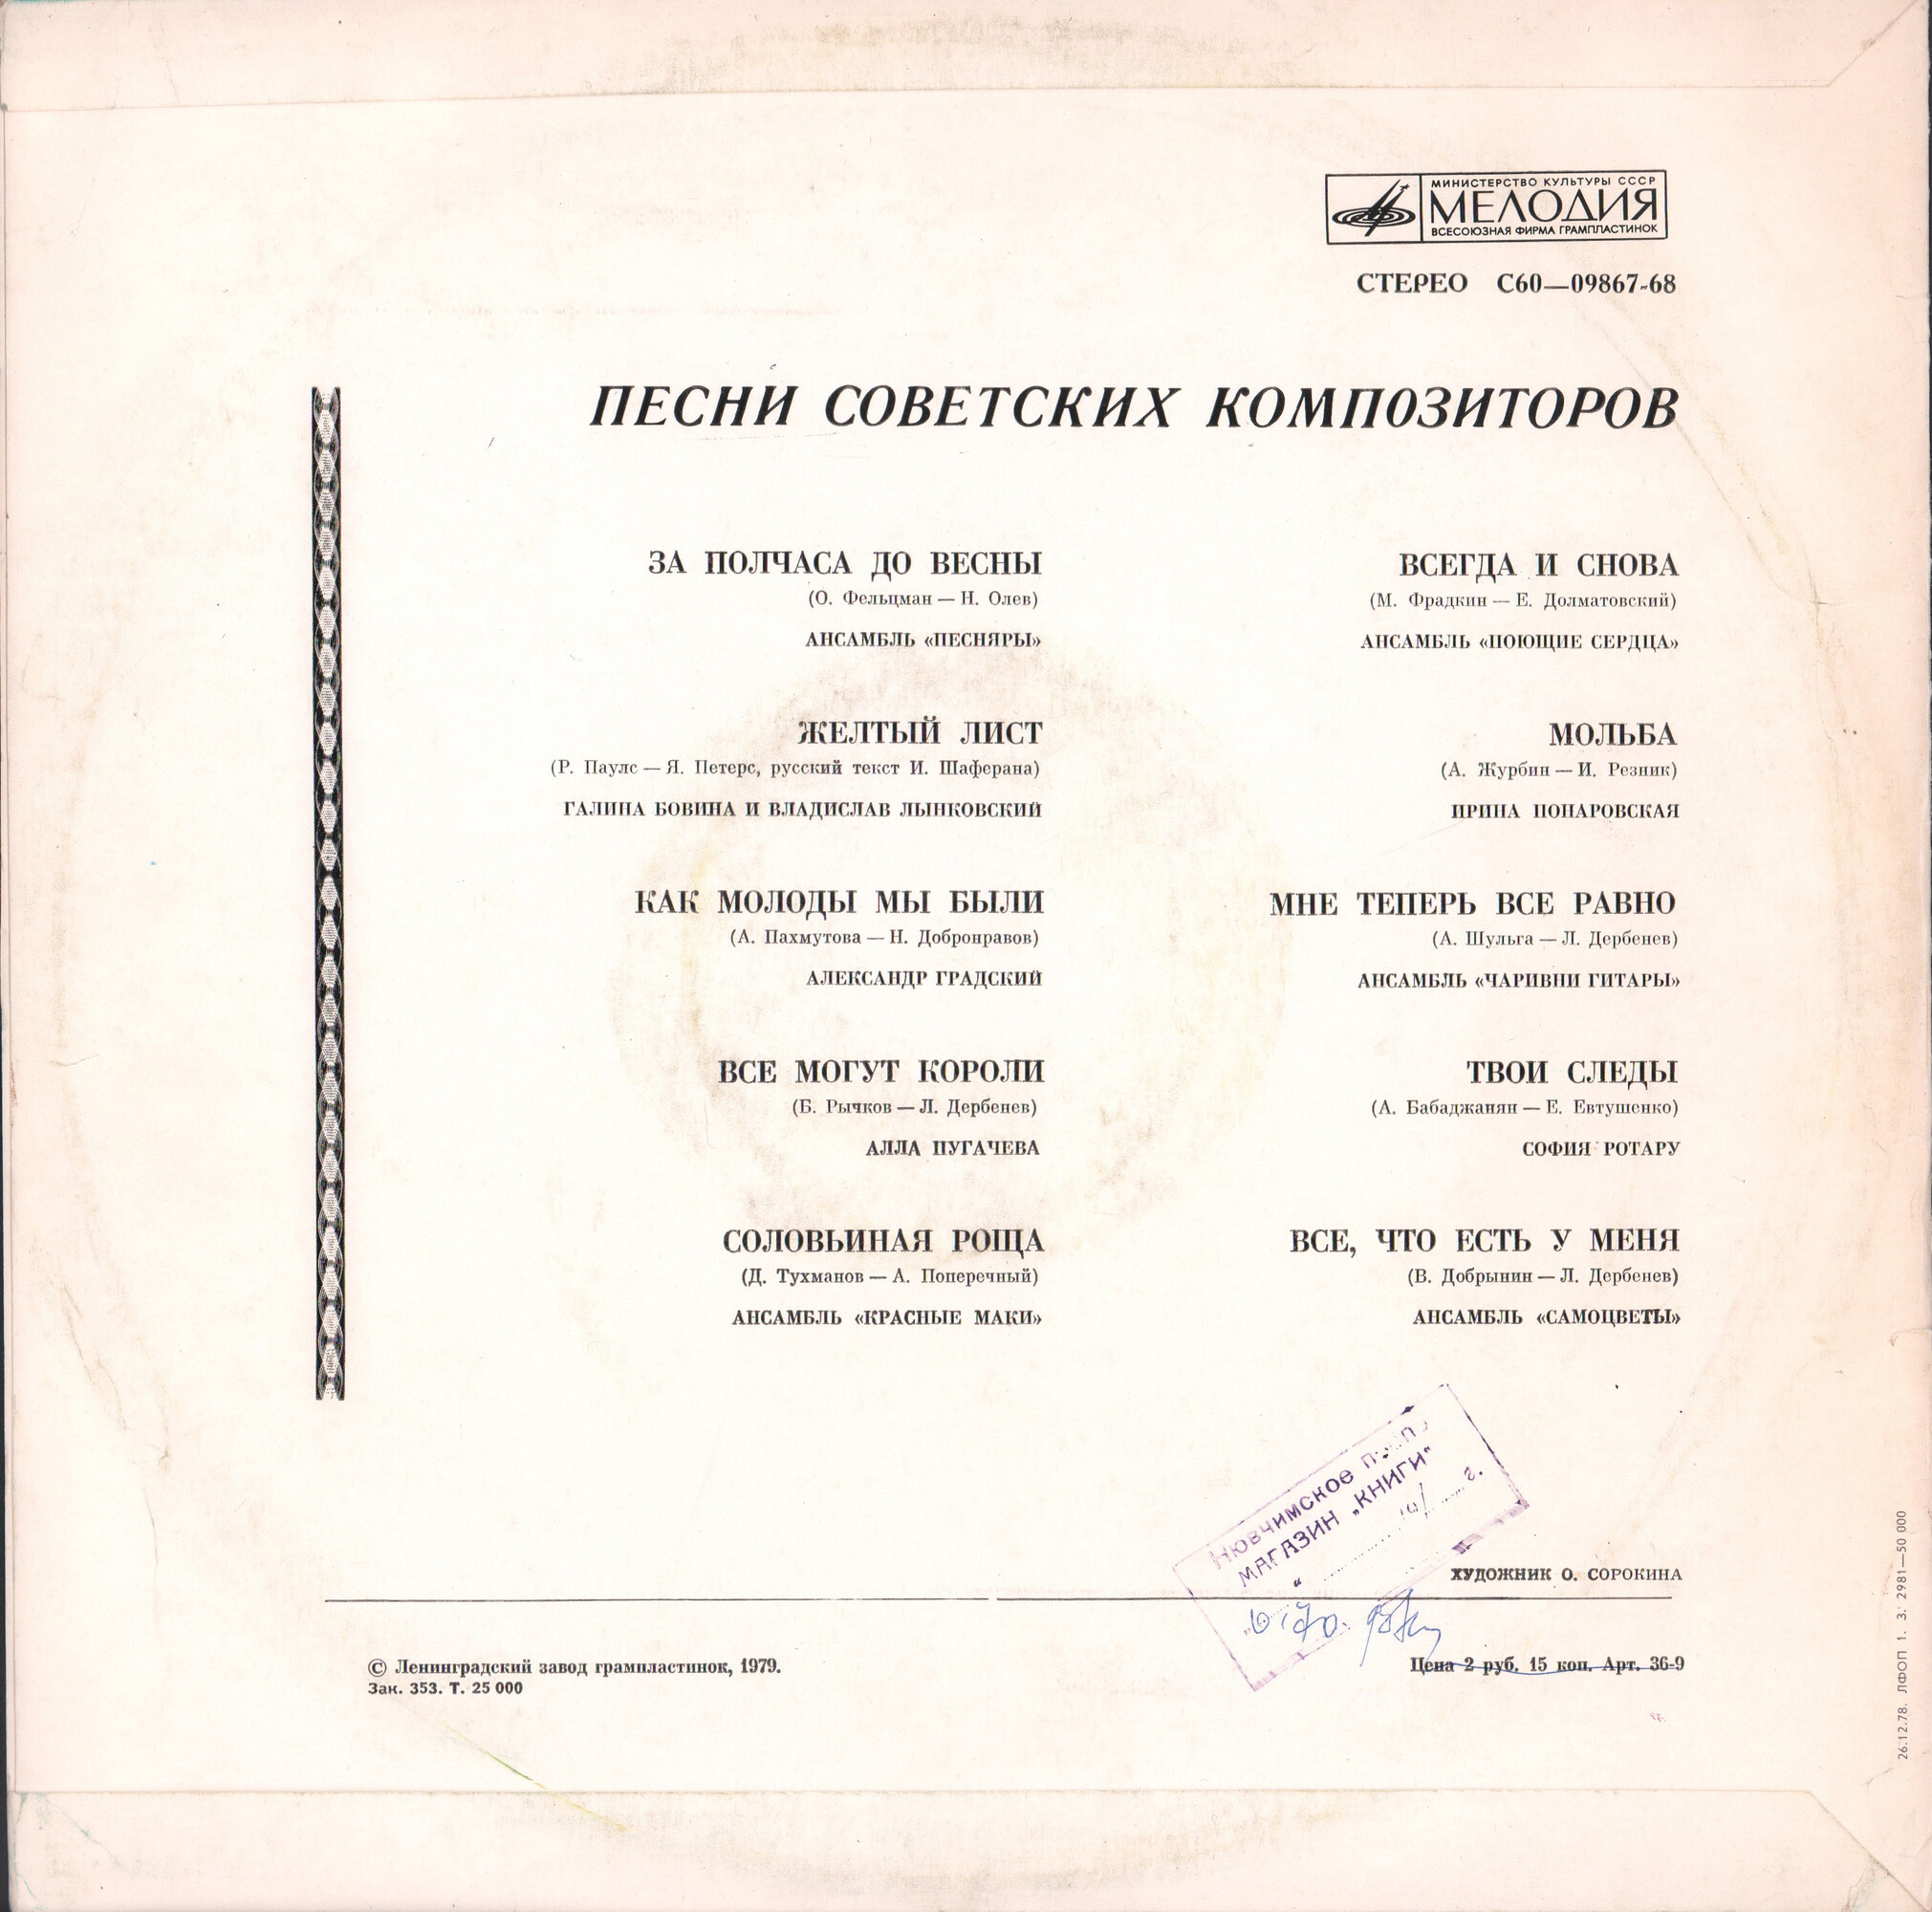 МИНИСТЕРСТВО КУЛЬТУРЫ СССР
МЕЛОДИЯ
ВСЕСОЮЗНАЯ ФИРМА ГРАМПЛАСТИНОК
СТЕРЕО С60—09867-68
ПЕСНИ СОВЕТСКИХ КОМПОЗИТОРОВ
ЗА ПОЛЧАСА ДО ВЕСНЫ
(О. Фельцман — Н. Олев)
АНСАМБЛЬ «ПЕСНЯРЫ»
ЖЕЛТЫЙ ЛИСТ
(Р. Паулс — Я. Петерс, русский текст И. Шаферана)
ГАЛИНА БОВИНА И ВЛАДИСЛАВ ЛЫНКОВСКИЙ
КАК МОЛОДЫ МЫ БЫЛИ
(А. Пахмутова — Н. Добронравов)
АЛЕКСАНДР ГРАДСКИЙ
ВСЕ МОГУТ КОРОЛИ
(Б. Рычков — Л. Дербенев)
АЛЛА ПУГАЧЕВА
СОЛОВЬИНАЯ РОЩА
(Д. Тухманов — А. Поперечный)
АНСАМБЛЬ «КРАСНЫЕ МАКИ»
ВСЕГДА И СНОВА
(М. Фрадкин — Е. Долматовский)
АНСАМБЛЬ «ПОЮЩИЕ СЕРДЦА»
МОЛЬБА
(А. Журбин — И. Резник)
ИРИНА ПОНАРОВСКАЯ
МНЕ ТЕПЕРЬ ВСЕ РАВНО
(А. Шульга — Л. Дербенев)
АНСАМБЛЬ «ЧАРИВНИ ГИТАРЫ»
ТВОИ СЛЕДЫ
(А. Бабаджанян — Е. Евтушенко)
СОФИЯ РОТАРУ
ВСЕ, ЧТО ЕСТЬ У МЕНЯ
(В. Добрынин — Л. Дербенев)
АНСАМБЛЬ «САМОЦВЕТЫ»
Нювчимское
МАГАЗИН „КНИГИ"
г.
ХУДОЖНИК О. СОРОКИНА
© Ленинградский завод грампластинок, 1979.
Зак. 353. Т. 25 000
Цена 2 руб. 15 коп. Арт. 36-9
26.12.78. ЛФОП 1. З. 2981—50 000